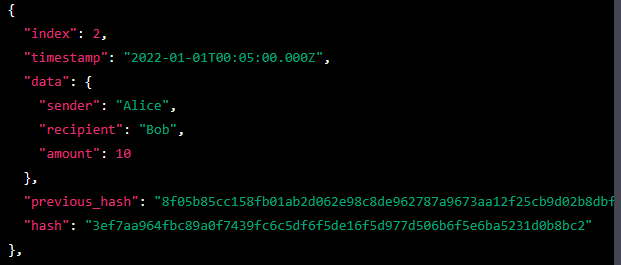 {
"index": 2,
"timestamp": "2022-01-01T00:05:00.000Z",
"data": {
"sender": "Alice",
"recipient": "Bob",
"amount": 10
},
"previous_hash": "8f05b85cc158fb01ab2d062e98c8de962787a9673aa12f25cb9d02b8dbf
"hash": "3ef7aa964fbc89a0f7439fc6c5df6f5de16f5d977d506b6f5e6ba5231d0b8bc2"
},